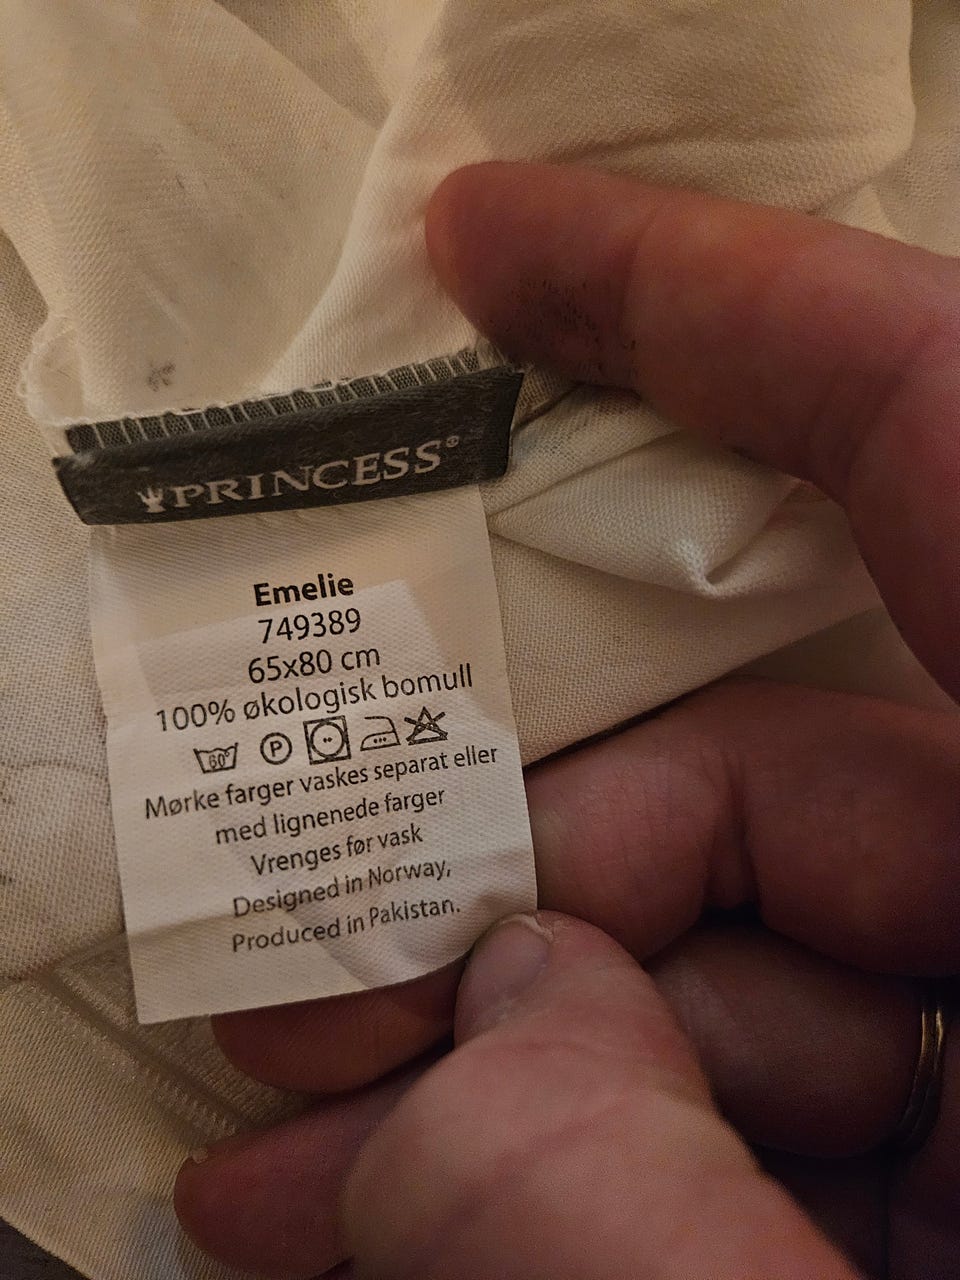 PRINCESS®
Emelie
749389
65x80 cm
100% økologisk bomull
60° P
Mørke farger vaskes separat eller
med lignenede farger
Vrenges før vask
Designed in Norway,
Produced in Pakistan.